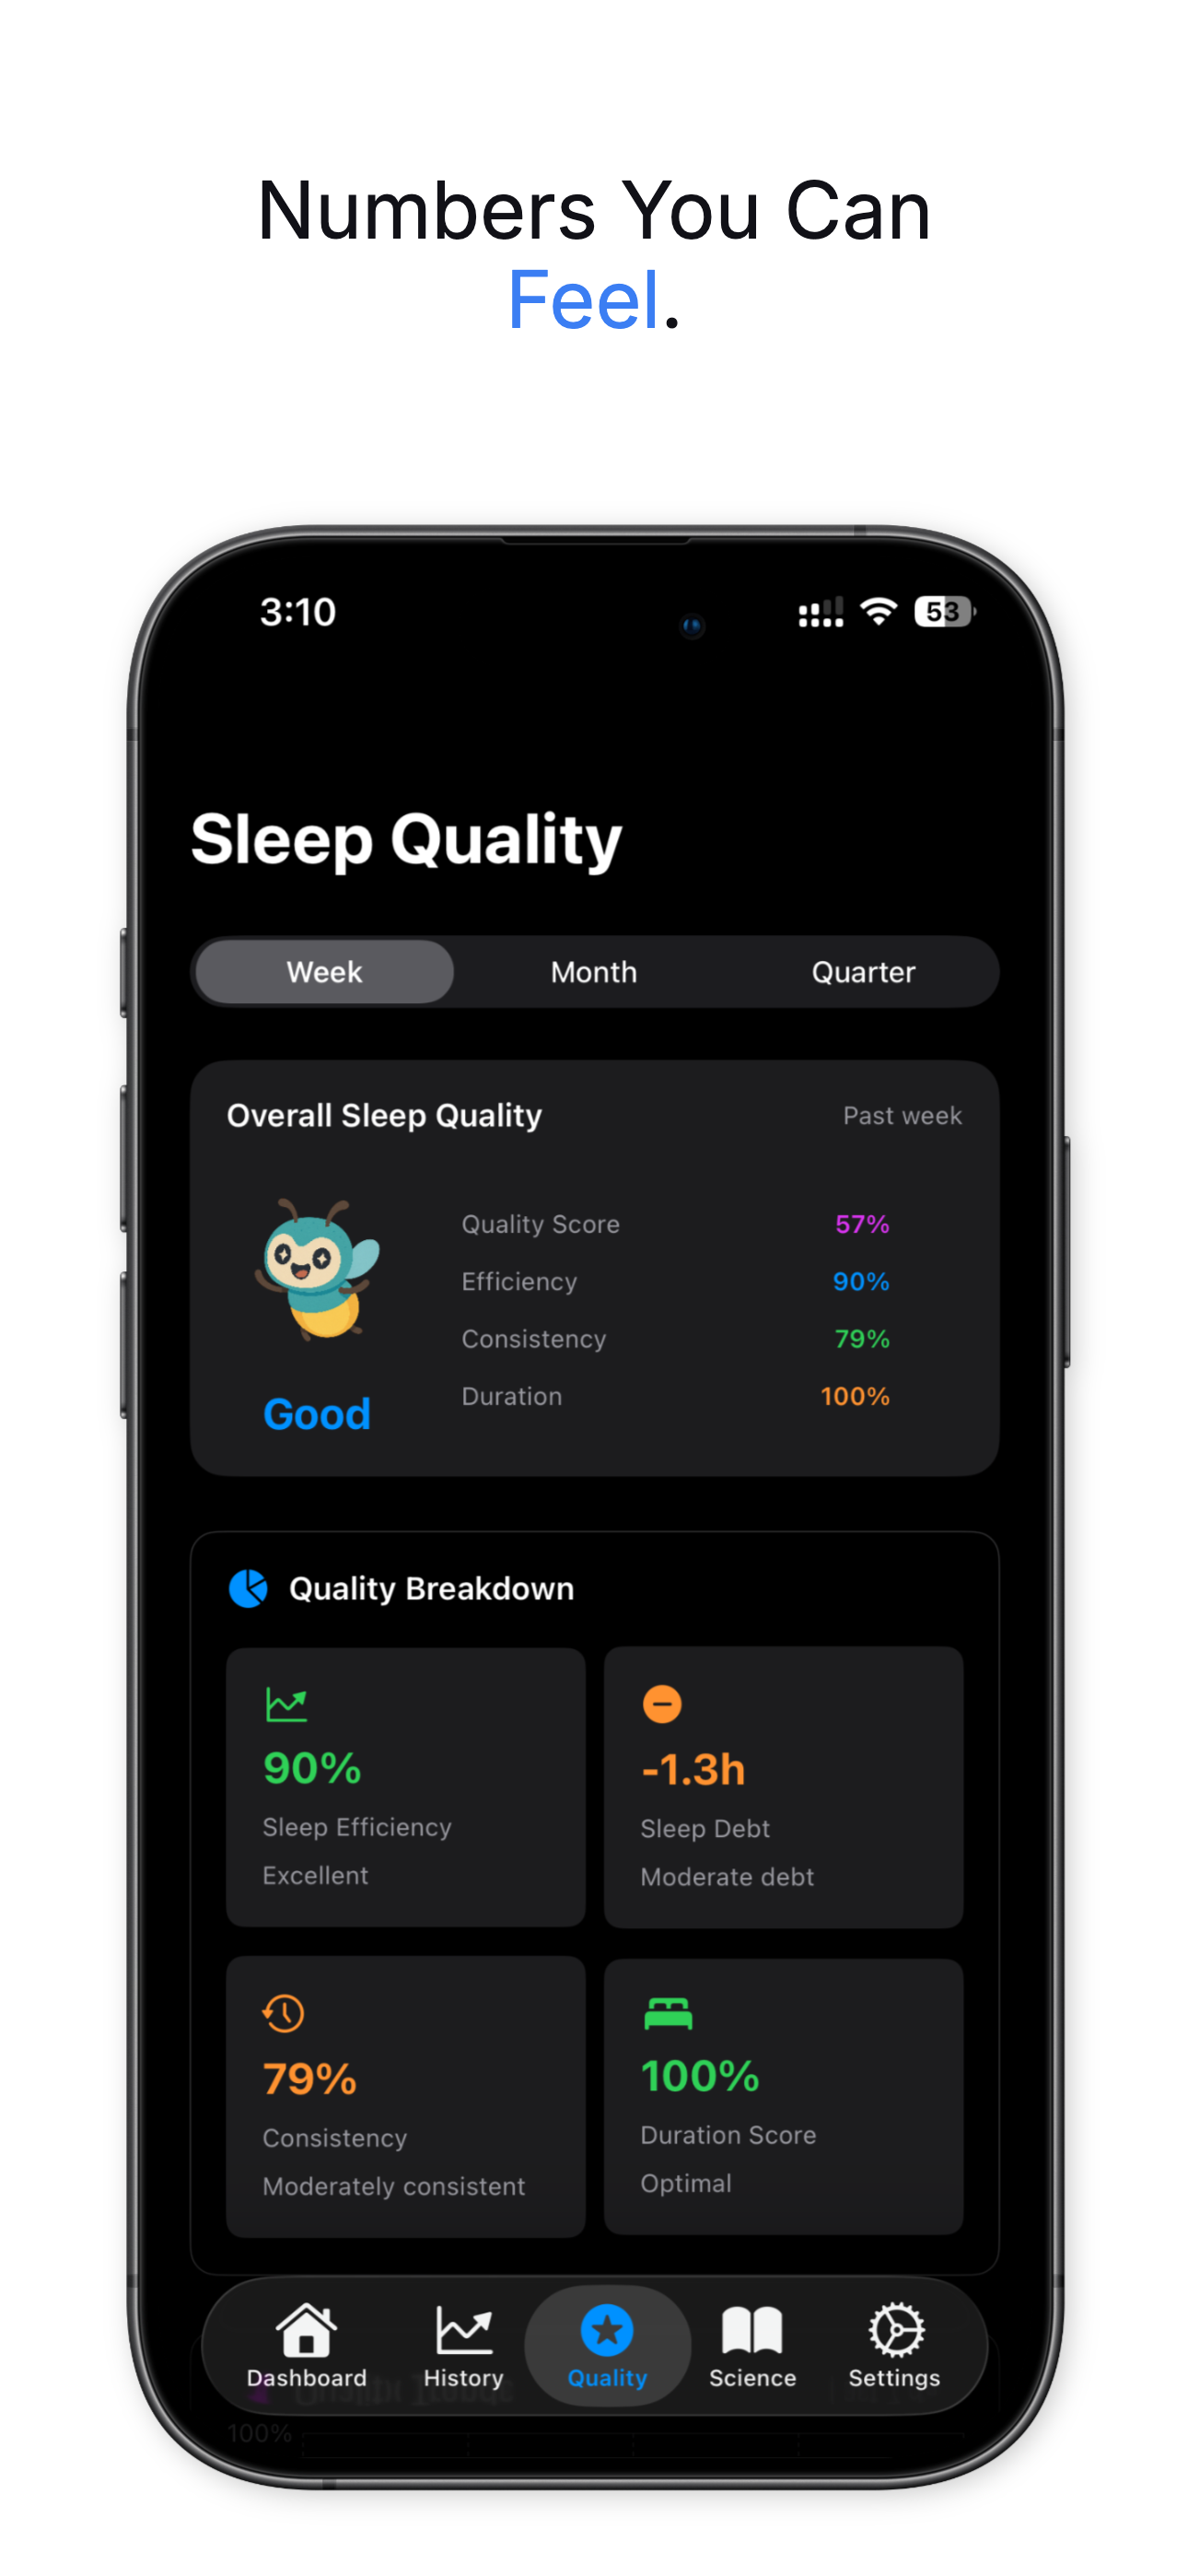 Numbers You Can
Feel.
3:10
53
Sleep Quality
Week Month Quarter
Overall Sleep Quality Past week
Quality Score 57%
Efficiency 90%
Consistency 79%
Duration 100%
Good
Quality Breakdown
90%
Sleep Efficiency
Excellent
-1.3h
Sleep Debt
Moderate debt
79%
Consistency
Moderately consistent
100%
Duration Score
Optimal
Dashboard History Quality Science Settings
100%